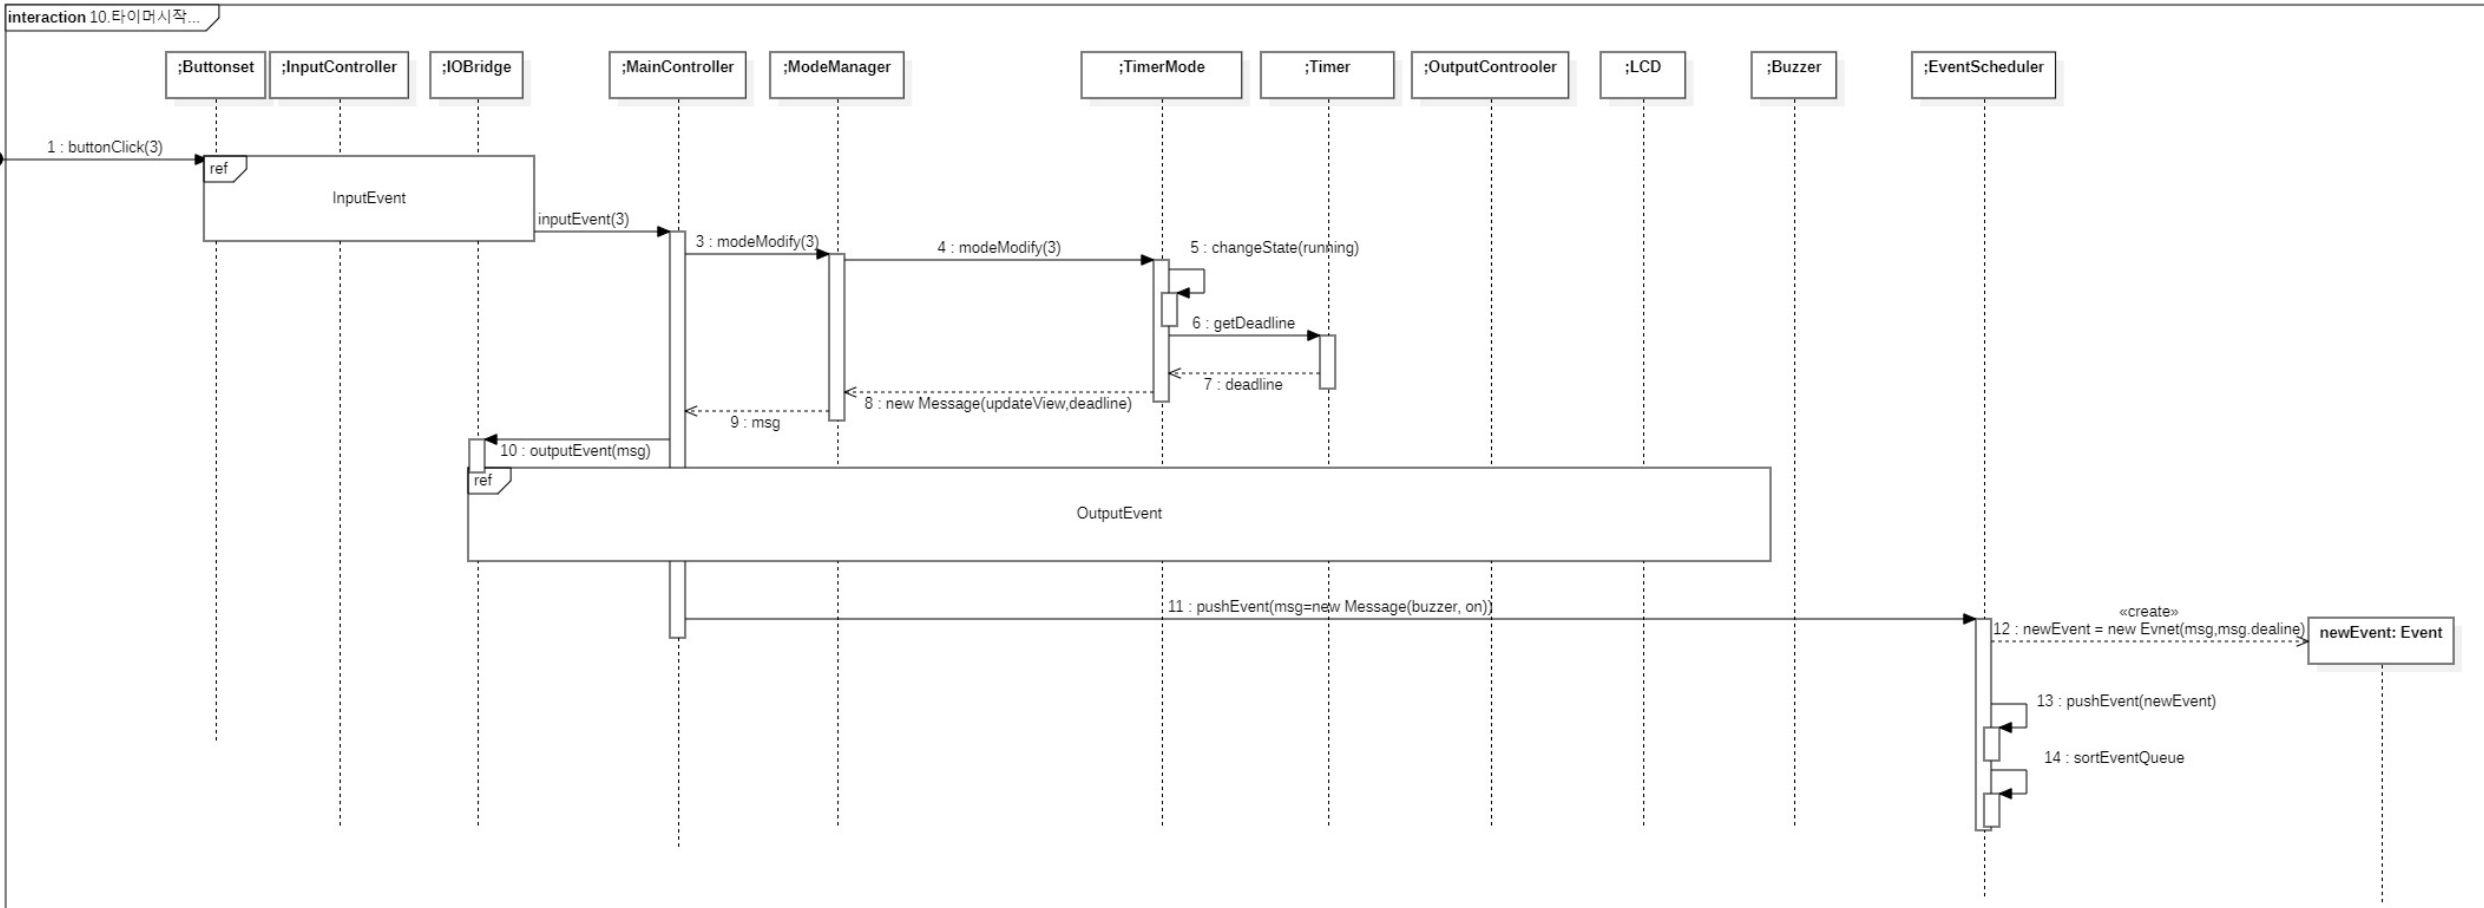 interaction 10.타이머시작...
;Buttonset
;InputController
;IOBridge
;MainController
;ModeManager
;TimerMode
;Timer
;OutputControoler
;LCD
;Buzzer
;EventScheduler
1 : buttonClick(3)
ref
InputEvent
inputEvent(3)
3 : modeModify(3)
4 : modeModify(3)
5 : changeState(running)
6 : getDeadline
7 : deadline
8 : new Message(updateView,deadline)
9 : msg
10 : outputEvent(msg)
ref
OutputEvent
11 : pushEvent(msg=new Message(buzzer, on))
«create»
12 : newEvent = new Evnet(msg,msg.dealine)
newEvent: Event
13 : pushEvent(newEvent)
14 : sortEventQueue